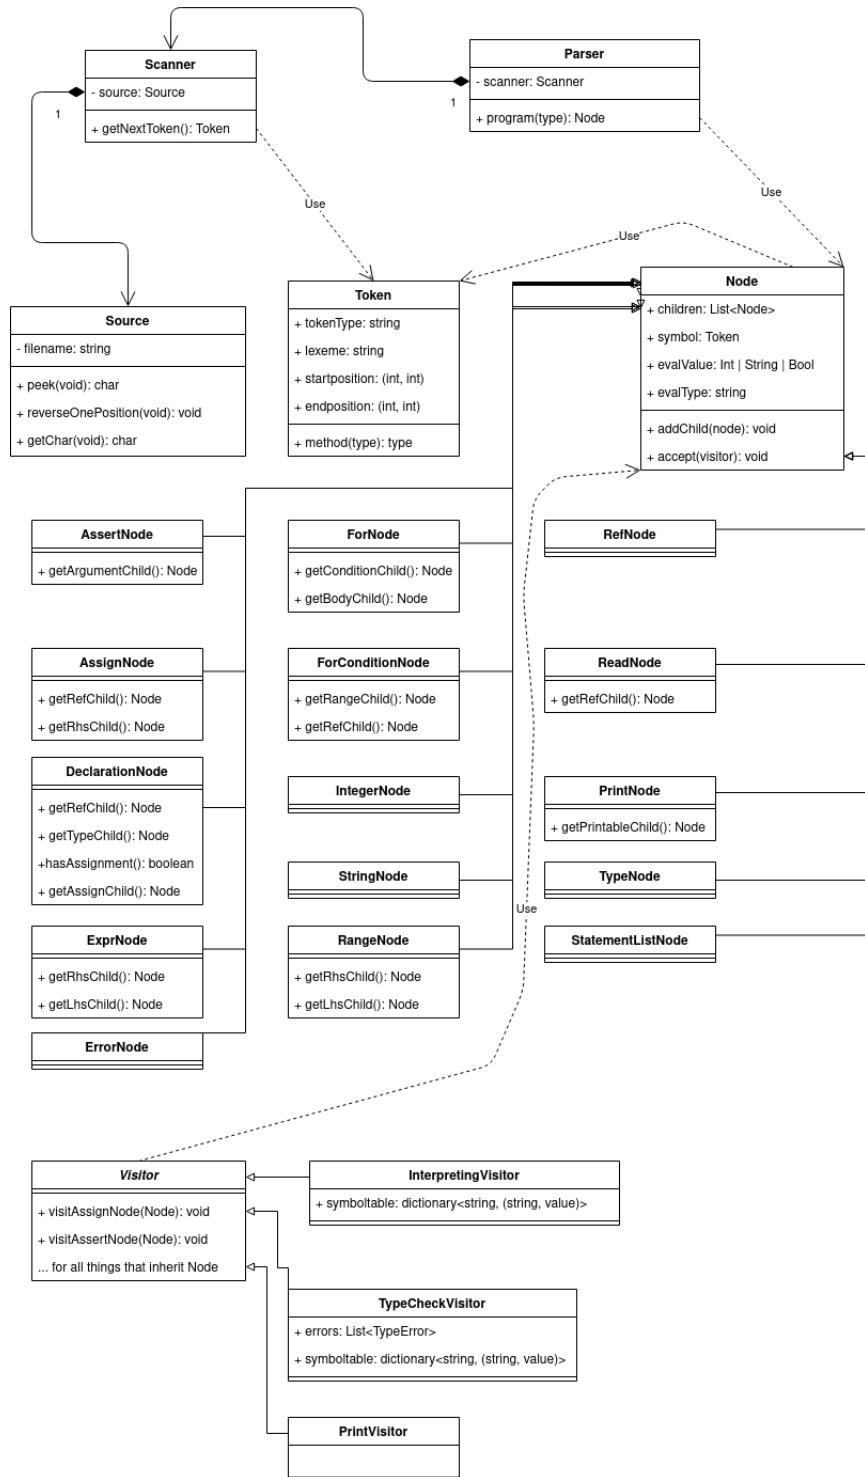 Scanner
- source: Source
+ getNextToken(): Token
Parser
- scanner: Scanner
+ program(type): Node
1
1
Use
Use
Use
Source
- filename: string
+ peek(void): char
+ reverseOnePosition(void): void
+ getChar(void): char
Token
+ tokenType: string
+ lexeme: string
+ startposition: (int, int)
+ endposition: (int, int)
+ method(type): type
Node
+ children: List<Node>
+ symbol: Token
+ evalValue: Int | String | Bool
+ evalType: string
+ addChild(node): void
+ accept(visitor): void
AssertNode
+ getArgumentChild(): Node
ForNode
+ getConditionChild(): Node
+ getBodyChild(): Node
RefNode
AssignNode
+ getRefChild(): Node
+ getRhsChild(): Node
ForConditionNode
+ getRangeChild(): Node
+ getRefChild(): Node
ReadNode
+ getRefChild(): Node
DeclarationNode
+ getRefChild(): Node
+ getTypeChild(): Node
+hasAssignment(): boolean
+ getAssignChild(): Node
IntegerNode
PrintNode
+ getPrintableChild(): Node
StringNode
TypeNode
Use
ExprNode
+ getRhsChild(): Node
+ getLhsChild(): Node
RangeNode
+ getRhsChild(): Node
+ getLhsChild(): Node
StatementListNode
ErrorNode
Visitor
+ visitAssignNode(Node): void
+ visitAssertNode(Node): void
... for all things that inherit Node
InterpretingVisitor
+ symboltable: dictionary<string, (string, value)>
TypeCheckVisitor
+ errors: List<TypeError>
+ symboltable: dictionary<string, (string, value)>
PrintVisitor